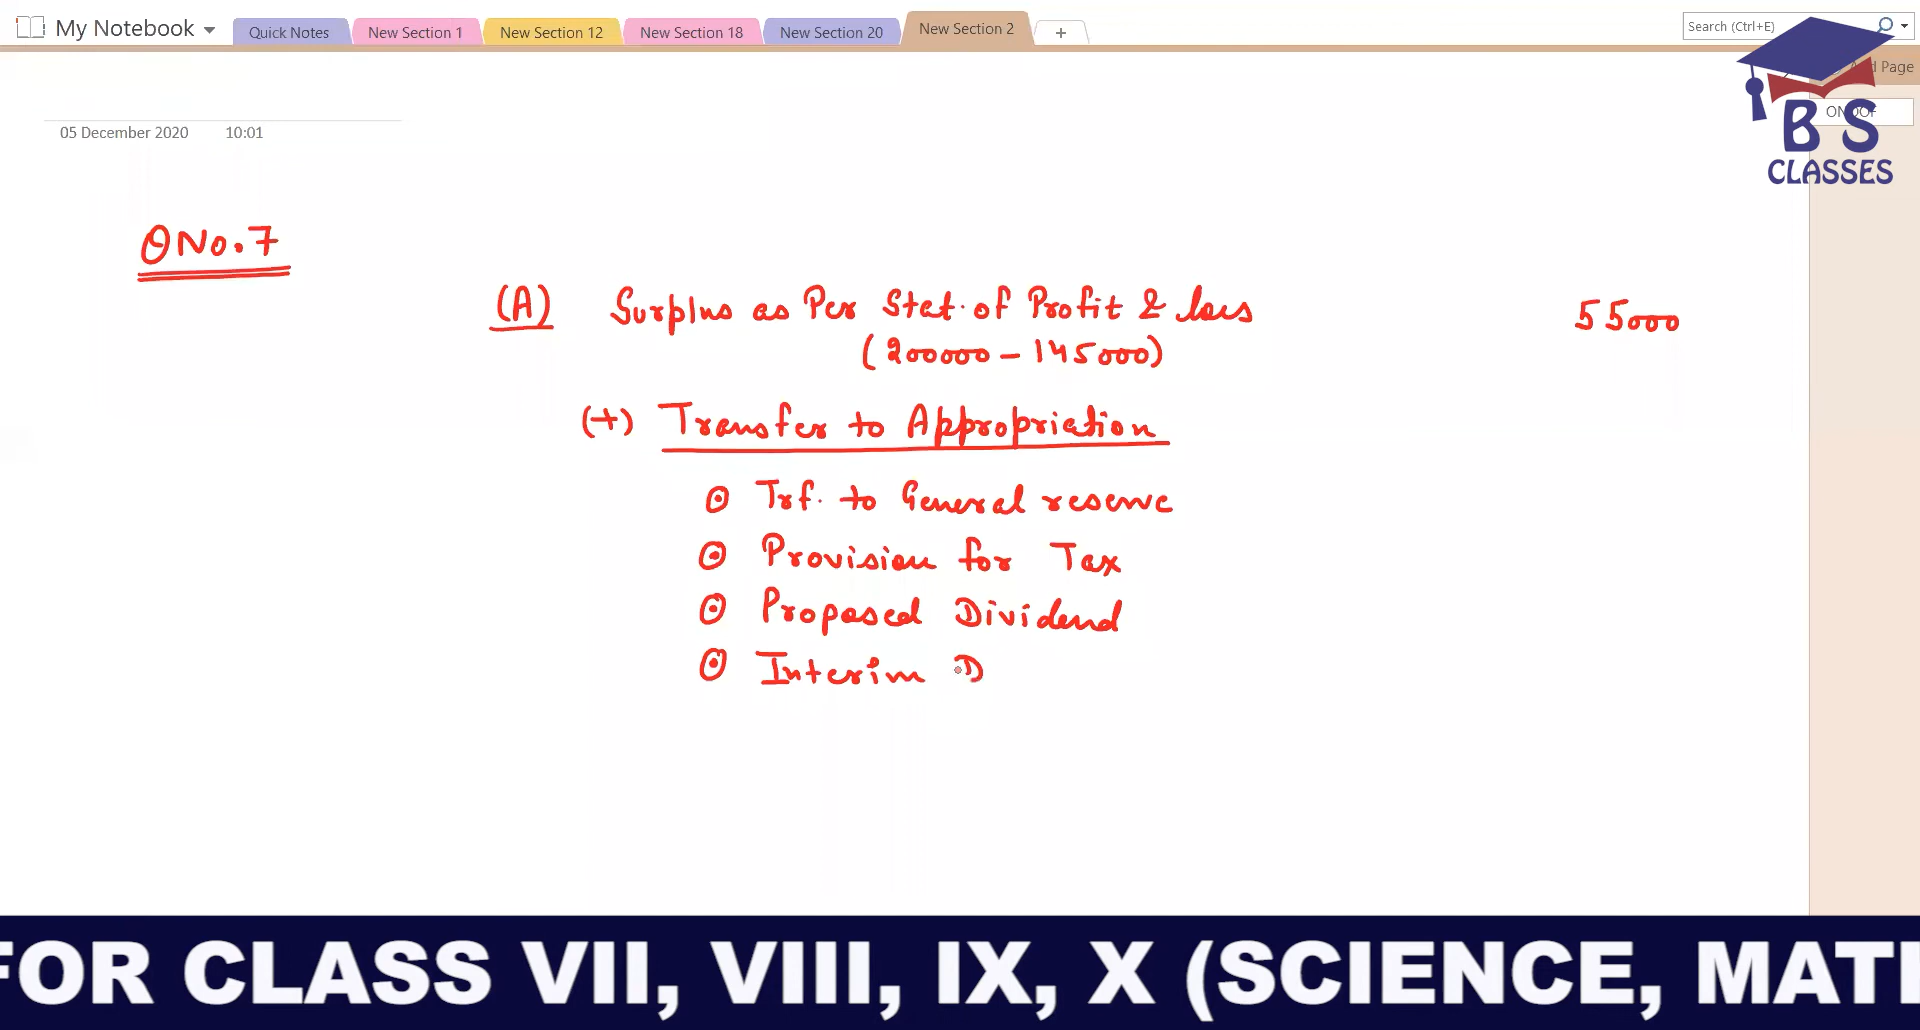 My Notebook
Quick Notes
New Section 1
New Section 12
New Section 18
New Section 20
New Section 2
+
Search (Ctrl+E)
Page
B S
CLASSES
05 December 2020 10:01
QNo.7
(A) Surplus as Per Stat. of Profit & loss 55000
(200000 - 145000)
(+) Transfer to Appropriation
Trf. to General reserve
Provision for Tax
Proposed Dividend
Interim D
FOR CLASS VII, VIII, IX, X (SCIENCE, MATH